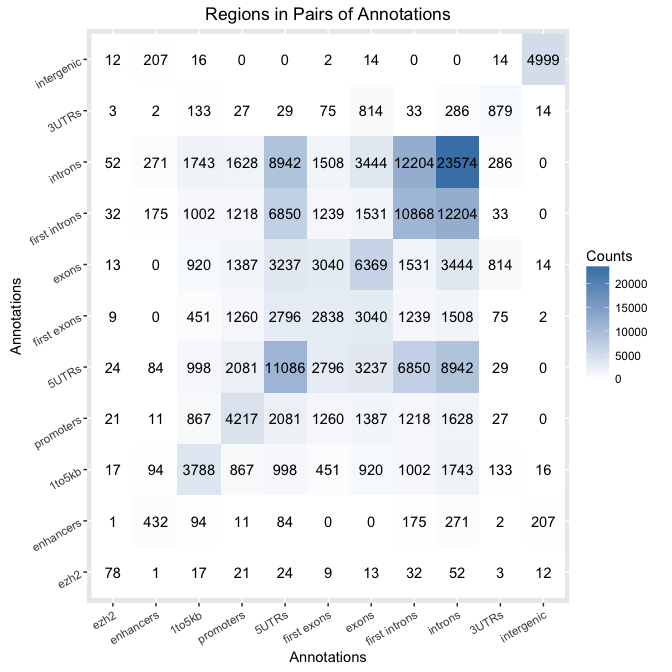 Regions in Pairs of Annotations
intergenic 12 207 16 0 0 2 14 0 0 14 4999
3UTRs 3 2 133 27 29 75 814 33 286 879 14
introns 52 271 1743 1628 8942 1508 3444 12204 23574 286 0
first introns 32 175 1002 1218 6850 1239 1531 10868 12204 33 0
exons 13 0 920 1387 3237 3040 6369 1531 3444 814 14
first exons 9 0 451 1260 2796 2838 3040 1239 1508 75 2
5UTRs 24 84 998 2081 11086 2796 3237 6850 8942 29 0
promoters 21 11 867 4217 2081 1260 1387 1218 1628 27 0
1to5kb 17 94 3788 867 998 451 920 1002 1743 133 16
enhancers 1 432 94 11 84 0 0 175 271 2 207
ezh2 78 1 17 21 24 9 13 32 52 3 12
ezh2 enhancers 1to5kb promoters 5UTRs first exons exons first introns introns 3UTRs intergenic
Annotations
Annotations
Counts
20000
15000
10000
5000
0